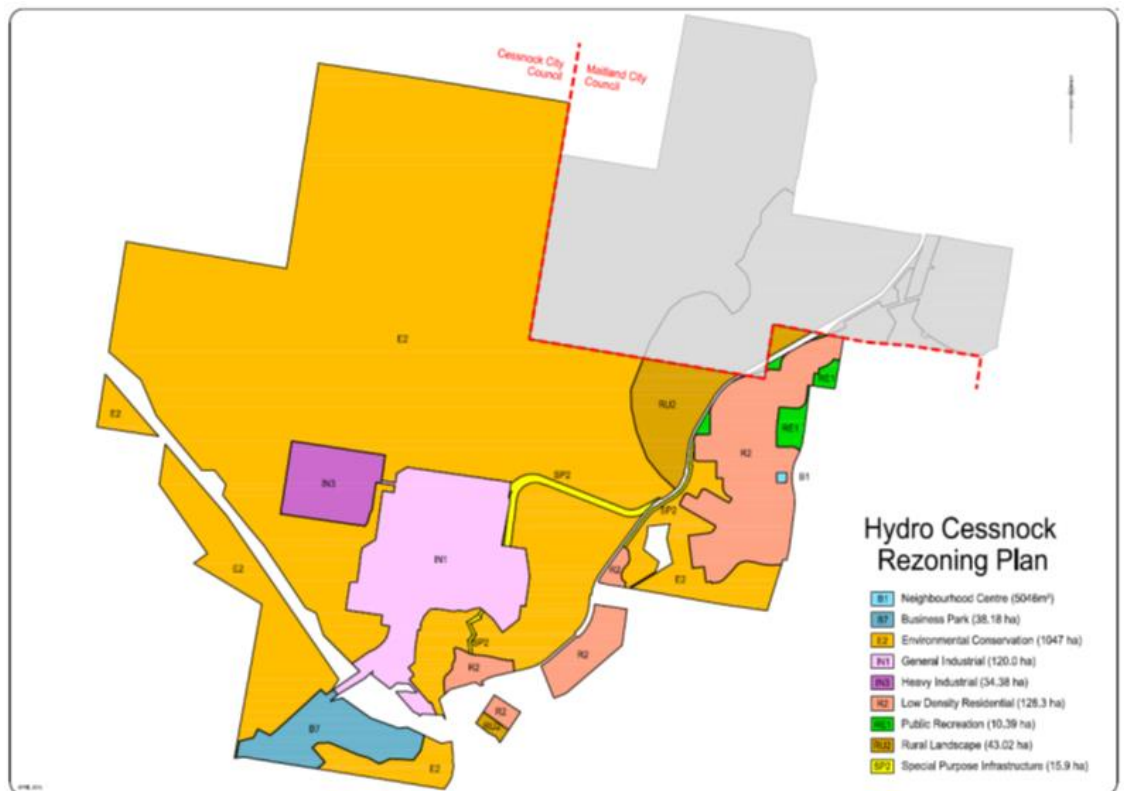 Cessnock City
Council
Maitland City
Council
E2
E2
RU2
RE1
RE1
R2
B1
SP2
IN3
SP2
IN1
E2
R2
E2
SP2
R2
R2
R2
B7
E2
Hydro Cessnock
Rezoning Plan
B1 Neighbourhood Centre (5046m²)
B7 Business Park (38.18 ha)
E2 Environmental Conservation (1047 ha)
IN1 General Industrial (120.0 ha)
IN3 Heavy Industrial (34.38 ha)
R2 Low Density Residential (128.3 ha)
RE1 Public Recreation (10.39 ha)
RU2 Rural Landscape (43.02 ha)
SP2 Special Purpose Infrastructure (15.9 ha)